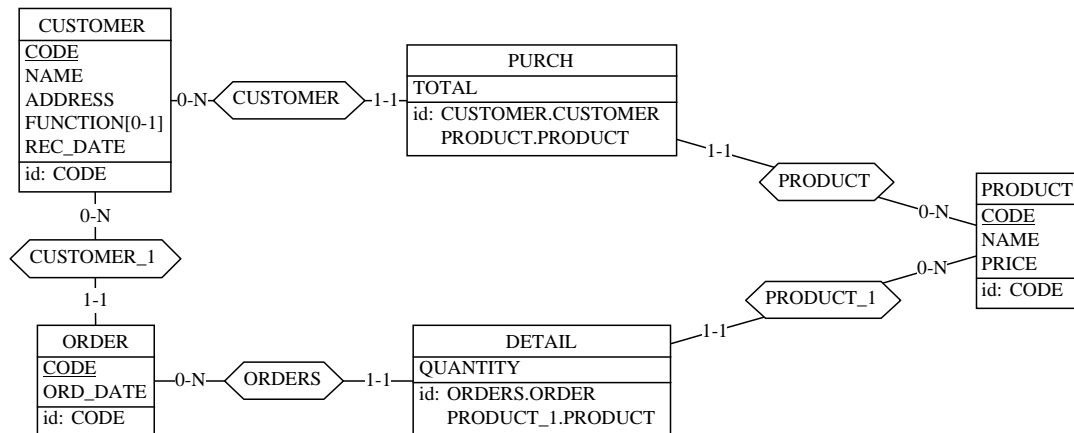 CUSTOMER
CODE
NAME
ADDRESS
FUNCTION[0-1]
REC_DATE
id: CODE
0-N
CUSTOMER
1-1
PURCH
TOTAL
id: CUSTOMER.CUSTOMER
PRODUCT.PRODUCT
1-1
PRODUCT
0-N
PRODUCT
CODE
NAME
PRICE
id: CODE
0-N
CUSTOMER_1
1-1
ORDER
CODE
ORD_DATE
id: CODE
0-N
ORDERS
1-1
DETAIL
QUANTITY
id: ORDERS.ORDER
PRODUCT_1.PRODUCT
1-1
PRODUCT_1
0-N